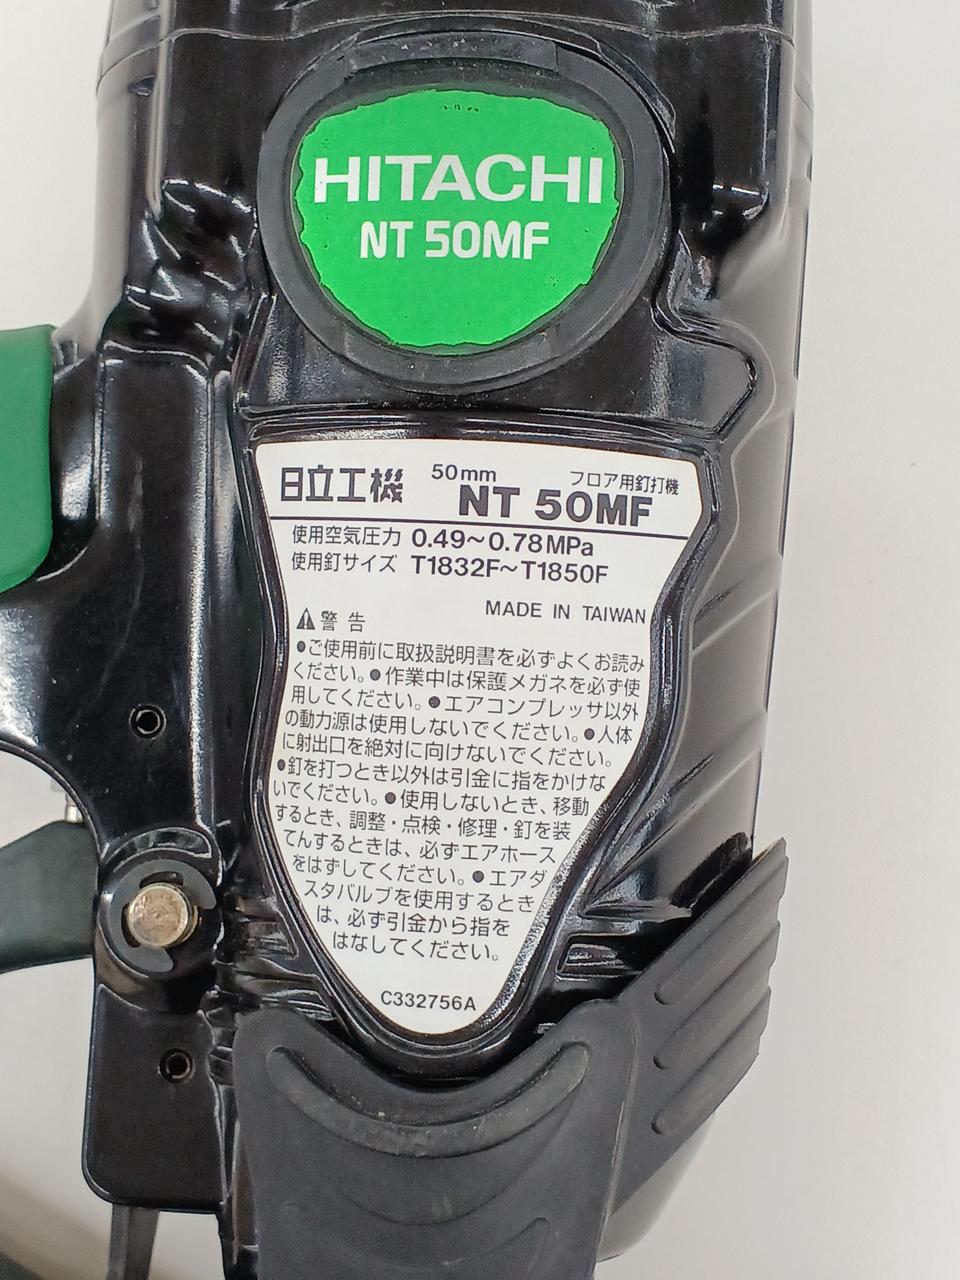 HITACHI
NT 50MF
日立工機 50mm フロア用釘打機
NT 50MF
使用空気圧力 0.49～0.78MPa
使用釘サイズ T1832F～T1850F
MADE IN TAIWAN
⚠警告
●ご使用前に取扱説明書を必ずよくお読み
ください。●作業中は保護メガネを必ず使
用してください。●エアコンプレッサ以外
の動力源は使用しないでください。●人体
に射出口を絶対に向けないでください。
●釘を打つとき以外は引金に指をかけな
いでください。●使用しないとき、移動
するとき、調整・点検・修理・釘を装
てんするときは、必ずエアホース
をはずしてください。●エアダ
スタバルブを使用するとき
は、必ず引金から指を
はなしてください。
C332756A